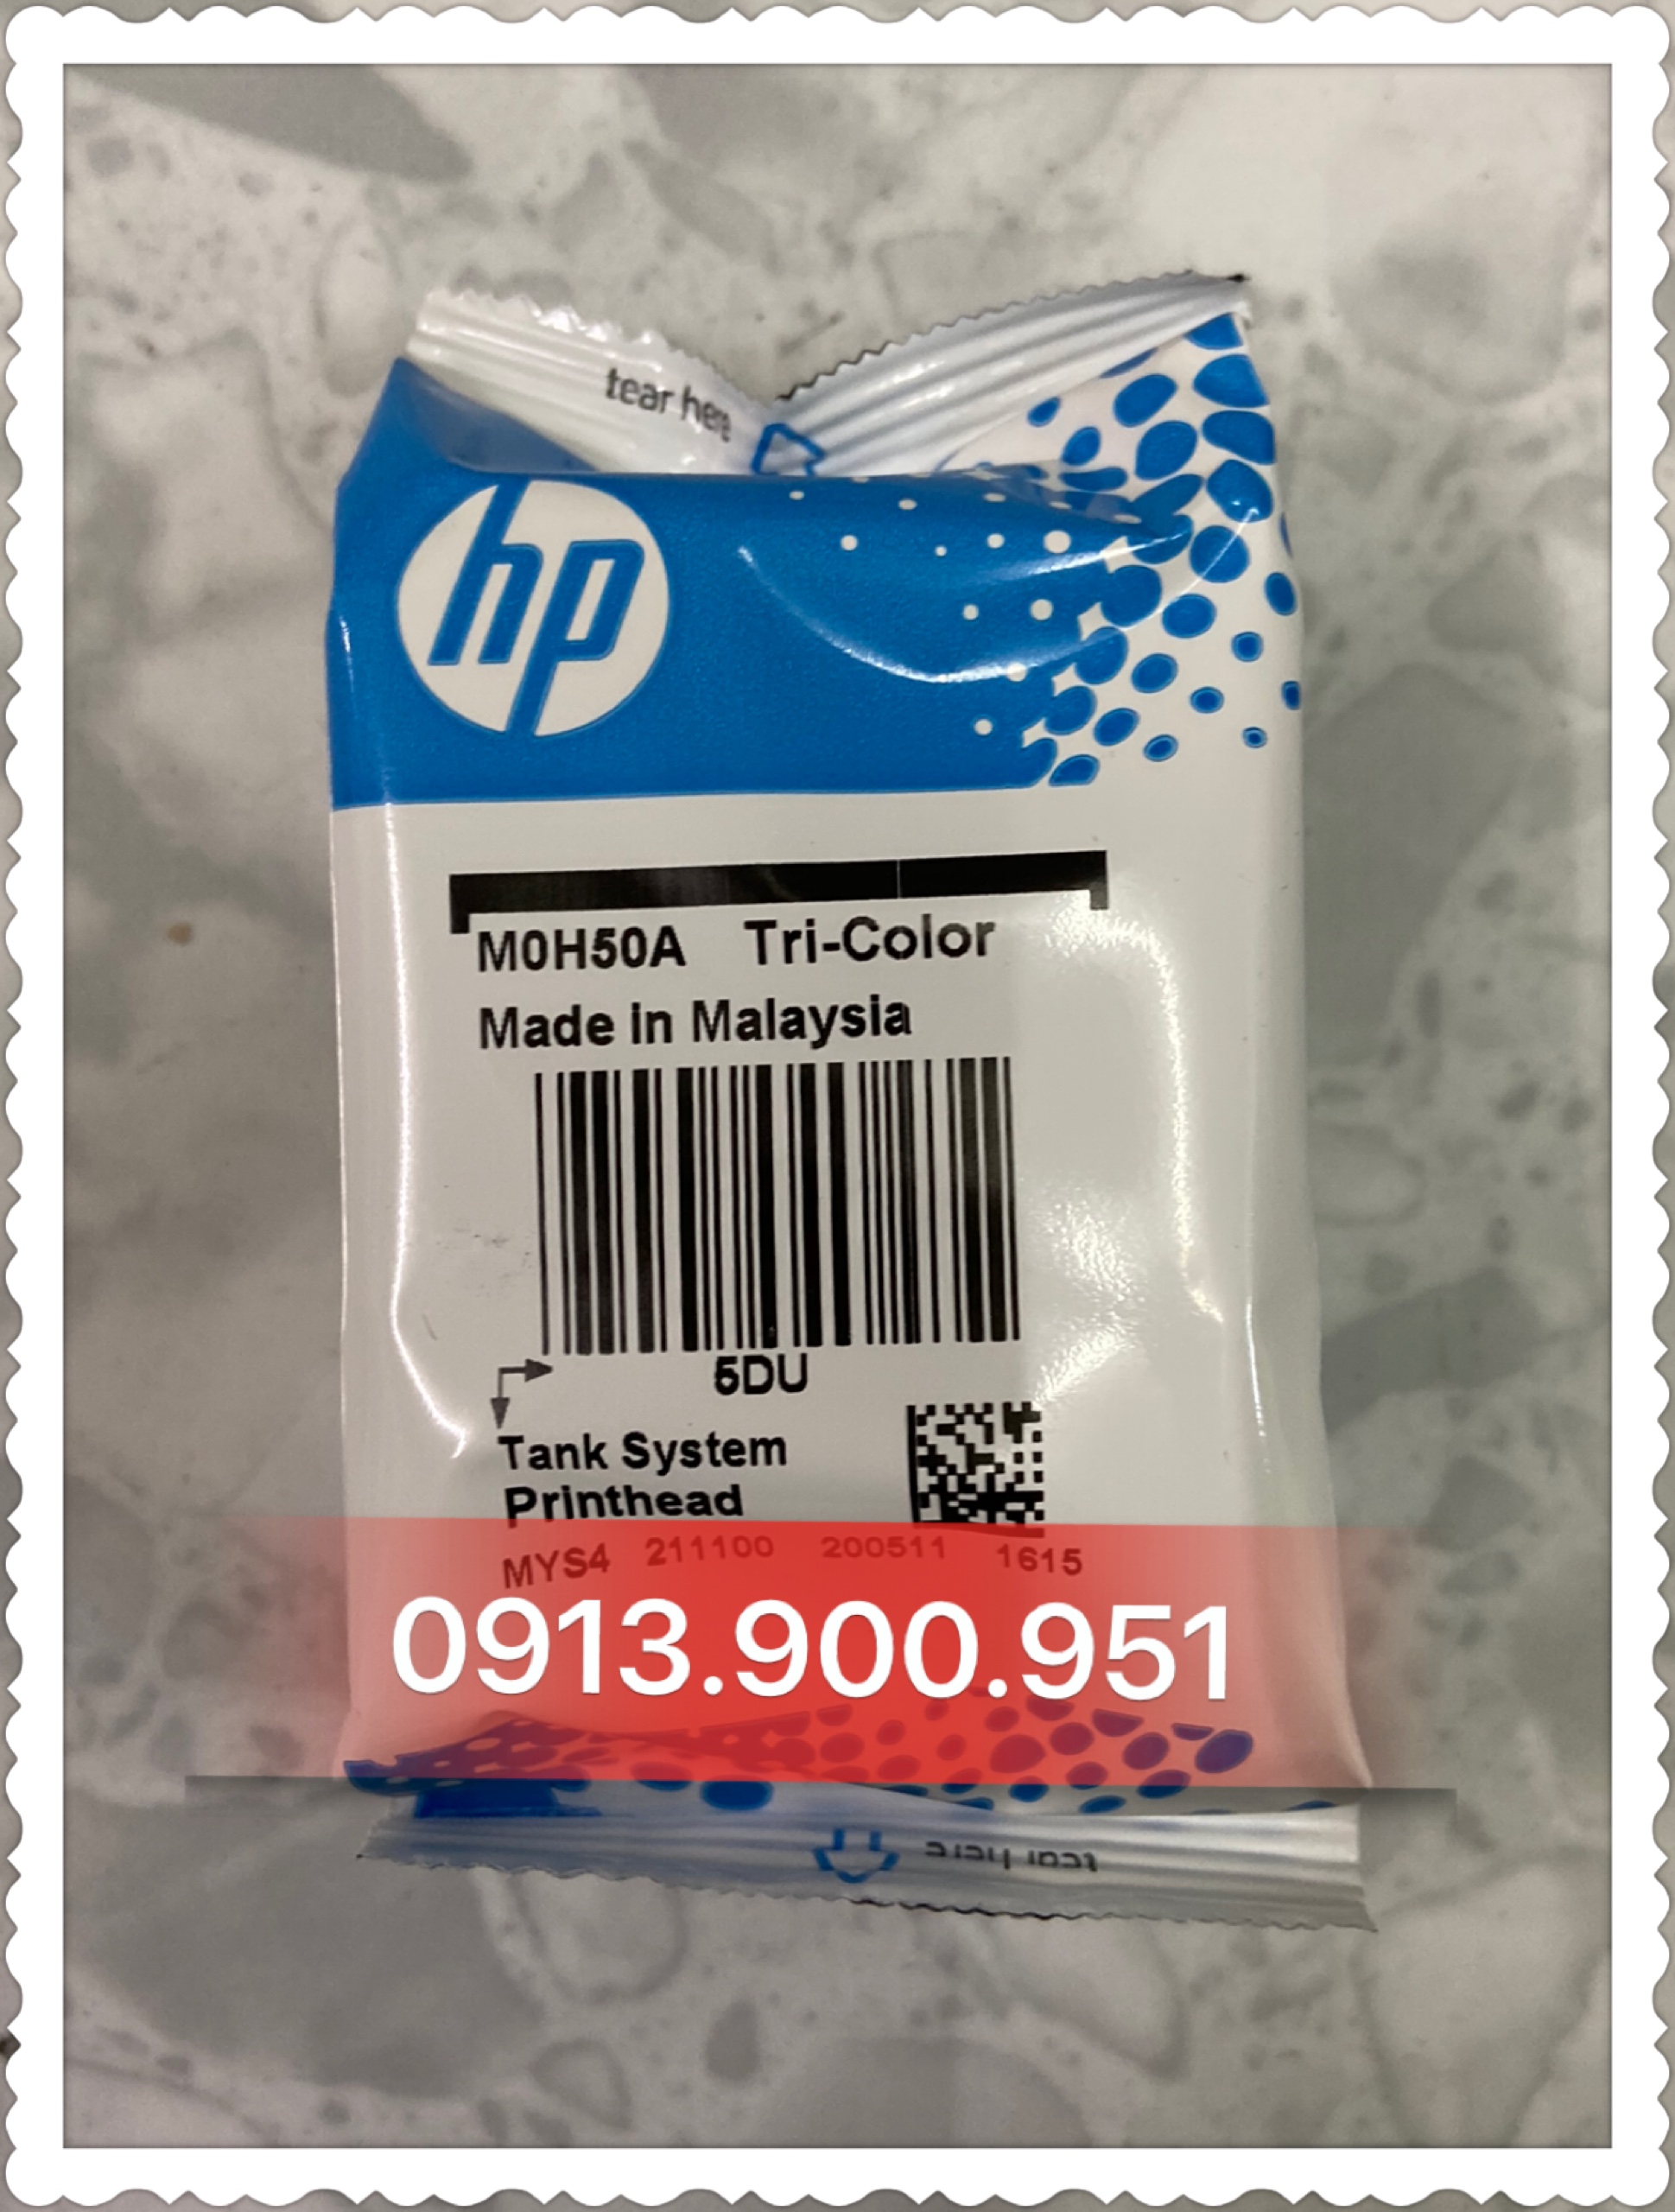 tear here
hp
M0H50A Tri-Color
Made in Malaysia
5DU
Tank System
Printhead
MYS4 211100 200511 1615
0913.900.951
tear here